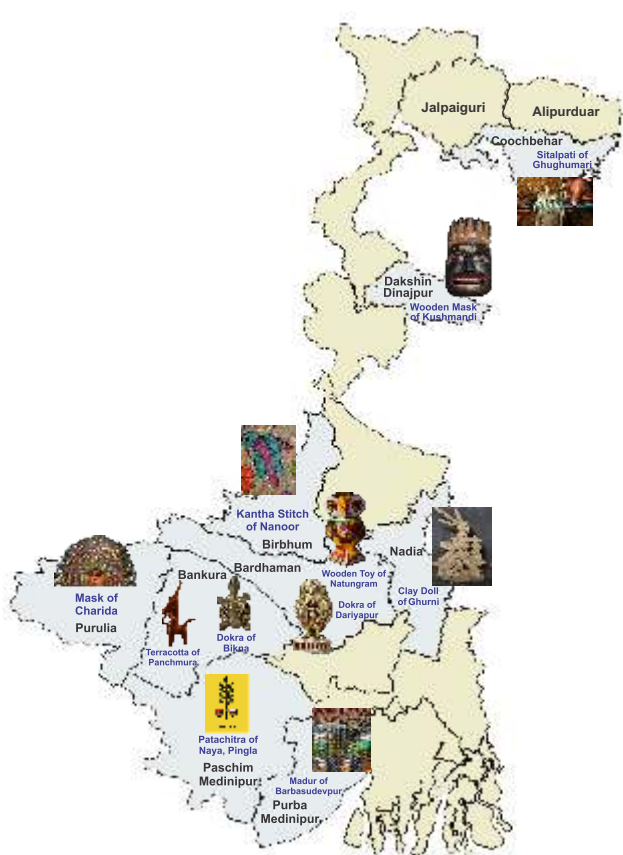 Jalpaiguri
Alipurduar
Coochbehar
Sitalpati of
Ghughumari
Dakshin
Dinajpur
Wooden Mask
of Kushmandi
Kantha Stitch
of Nanoor
Birbhum
Nadia
Bardhaman
Bankura
Wooden Toy of
Natungram
Clay Doll
of Ghurni
Mask of
Charida
Purulia
Dokra of
Dariyapur
Dokra of
Bikna
Terracotta of
Panchmura
Patachitra of
Naya, Pingla
Paschim
Medinipur
Madur of
Barbasudevpur
Purba
Medinipur